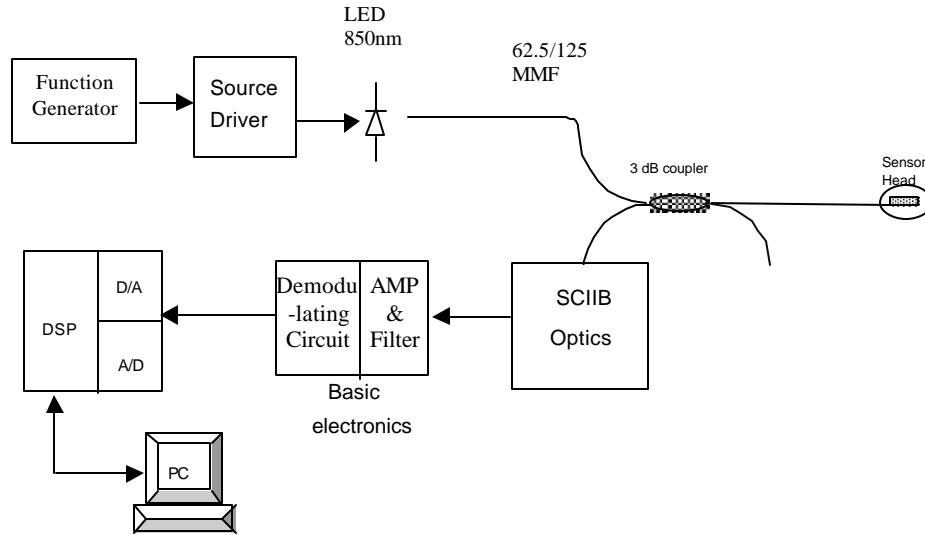 LED
850nm
62.5/125
MMF
Function
Generator
Source
Driver
3 dB coupler
Sensor
Head
SCIIB
Optics
Demodu
-lating
Circuit
AMP
&
Filter
Basic
electronics
DSP
D/A
A/D
PC